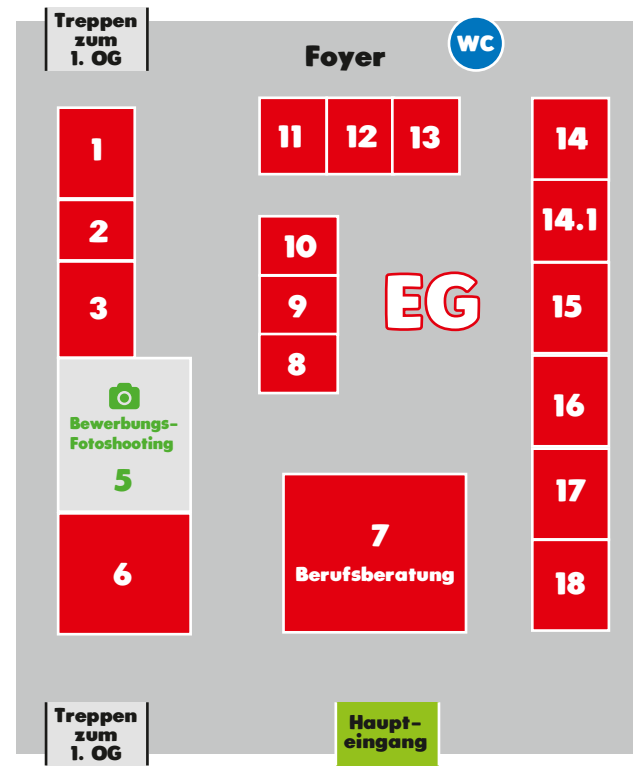 Treppen
zum
1. OG
Foyer
WC
1
2
3
Bewerbungs-
Fotoshooting
5
6
11
12
13
10
9
8
EG
7
Berufsberatung
14
14.1
15
16
17
18
Treppen
zum
1. OG
Haupt-
eingang